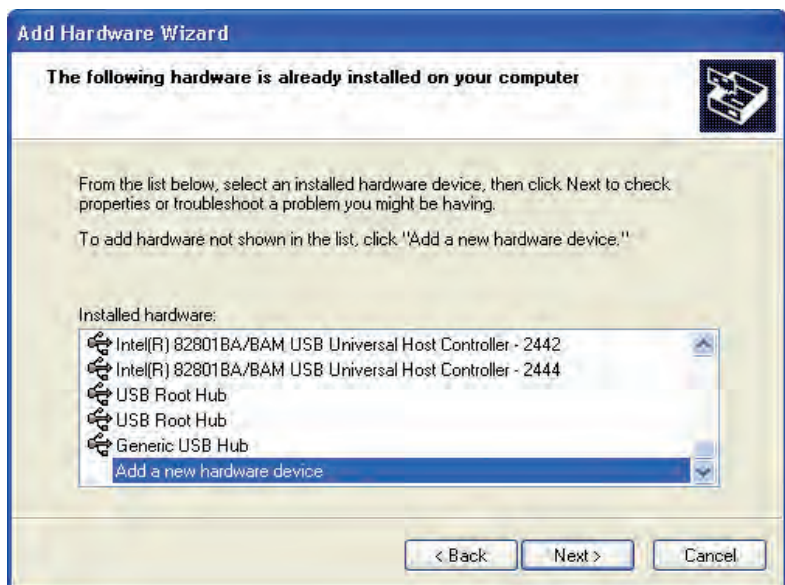 Add Hardware Wizard
The following hardware is already installed on your computer
From the list below, select an installed hardware device, then click Next to check
properties or troubleshoot a problem you might be having.
To add hardware not shown in the list, click "Add a new hardware device."
Installed hardware:
Intel(R) 82801BA/BAM USB Universal Host Controller - 2442
Intel(R) 82801BA/BAM USB Universal Host Controller - 2444
USB Root Hub
USB Root Hub
Generic USB Hub
Add a new hardware device
< Back Next > Cancel